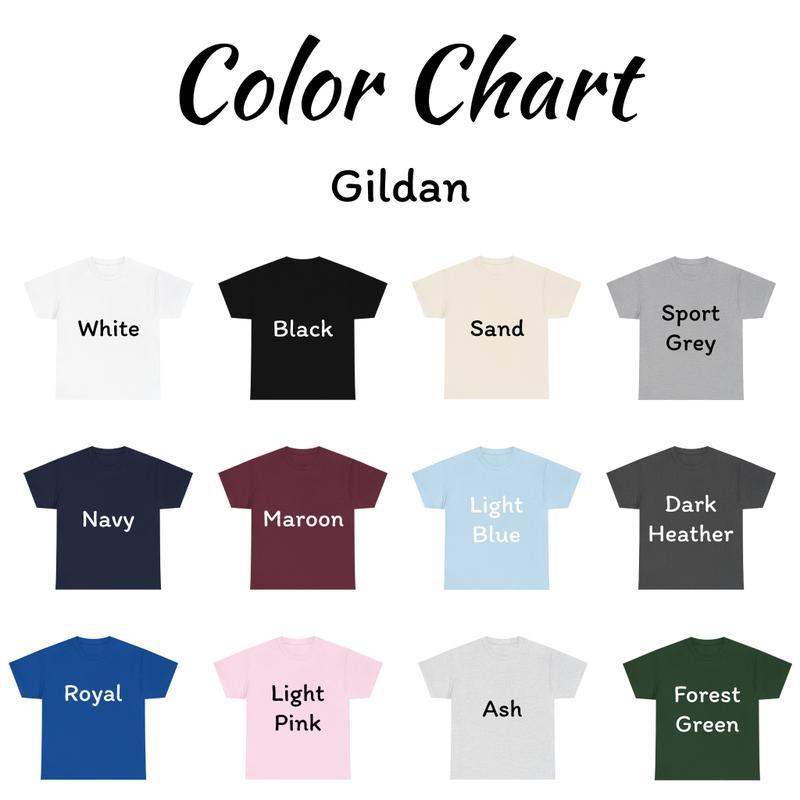 Color Chart
Gildan
White
Black
Sand
Sport
Grey
Navy
Maroon
Light
Blue
Dark
Heather
Royal
Light
Pink
Ash
Forest
Green